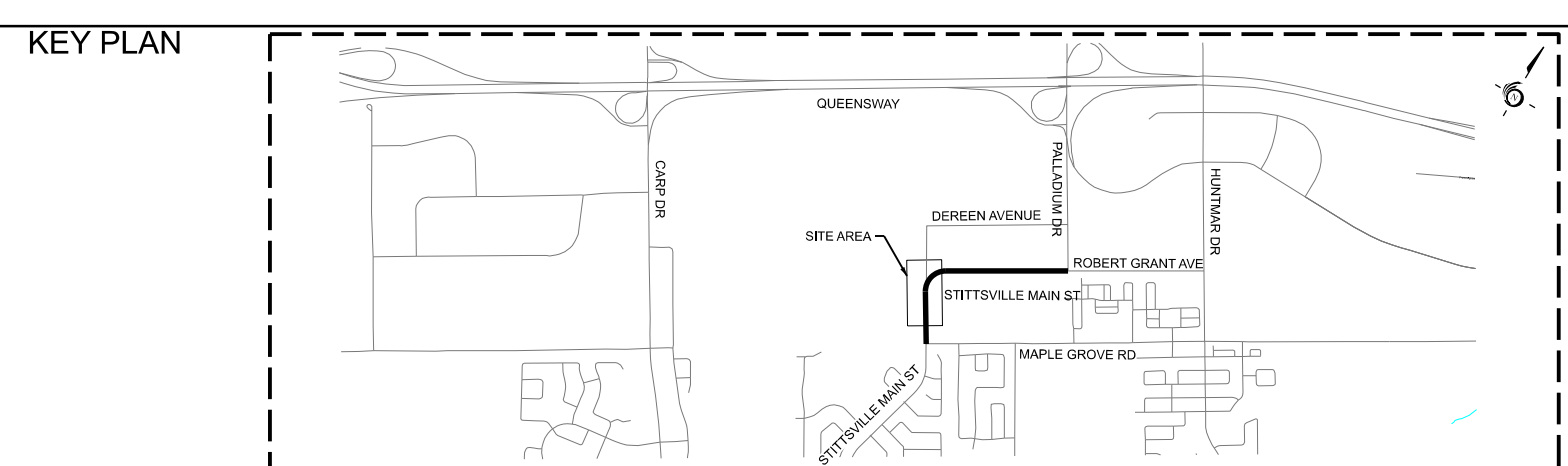 KEY PLAN
QUEENSWAY
CARP DR
PALLADIUM DR
HUNTMAR DR
DEREEN AVENUE
SITE AREA
ROBERT GRANT AVE
STITTSVILLE MAIN ST
MAPLE GROVE RD
STITTSVILLE MAIN ST
N